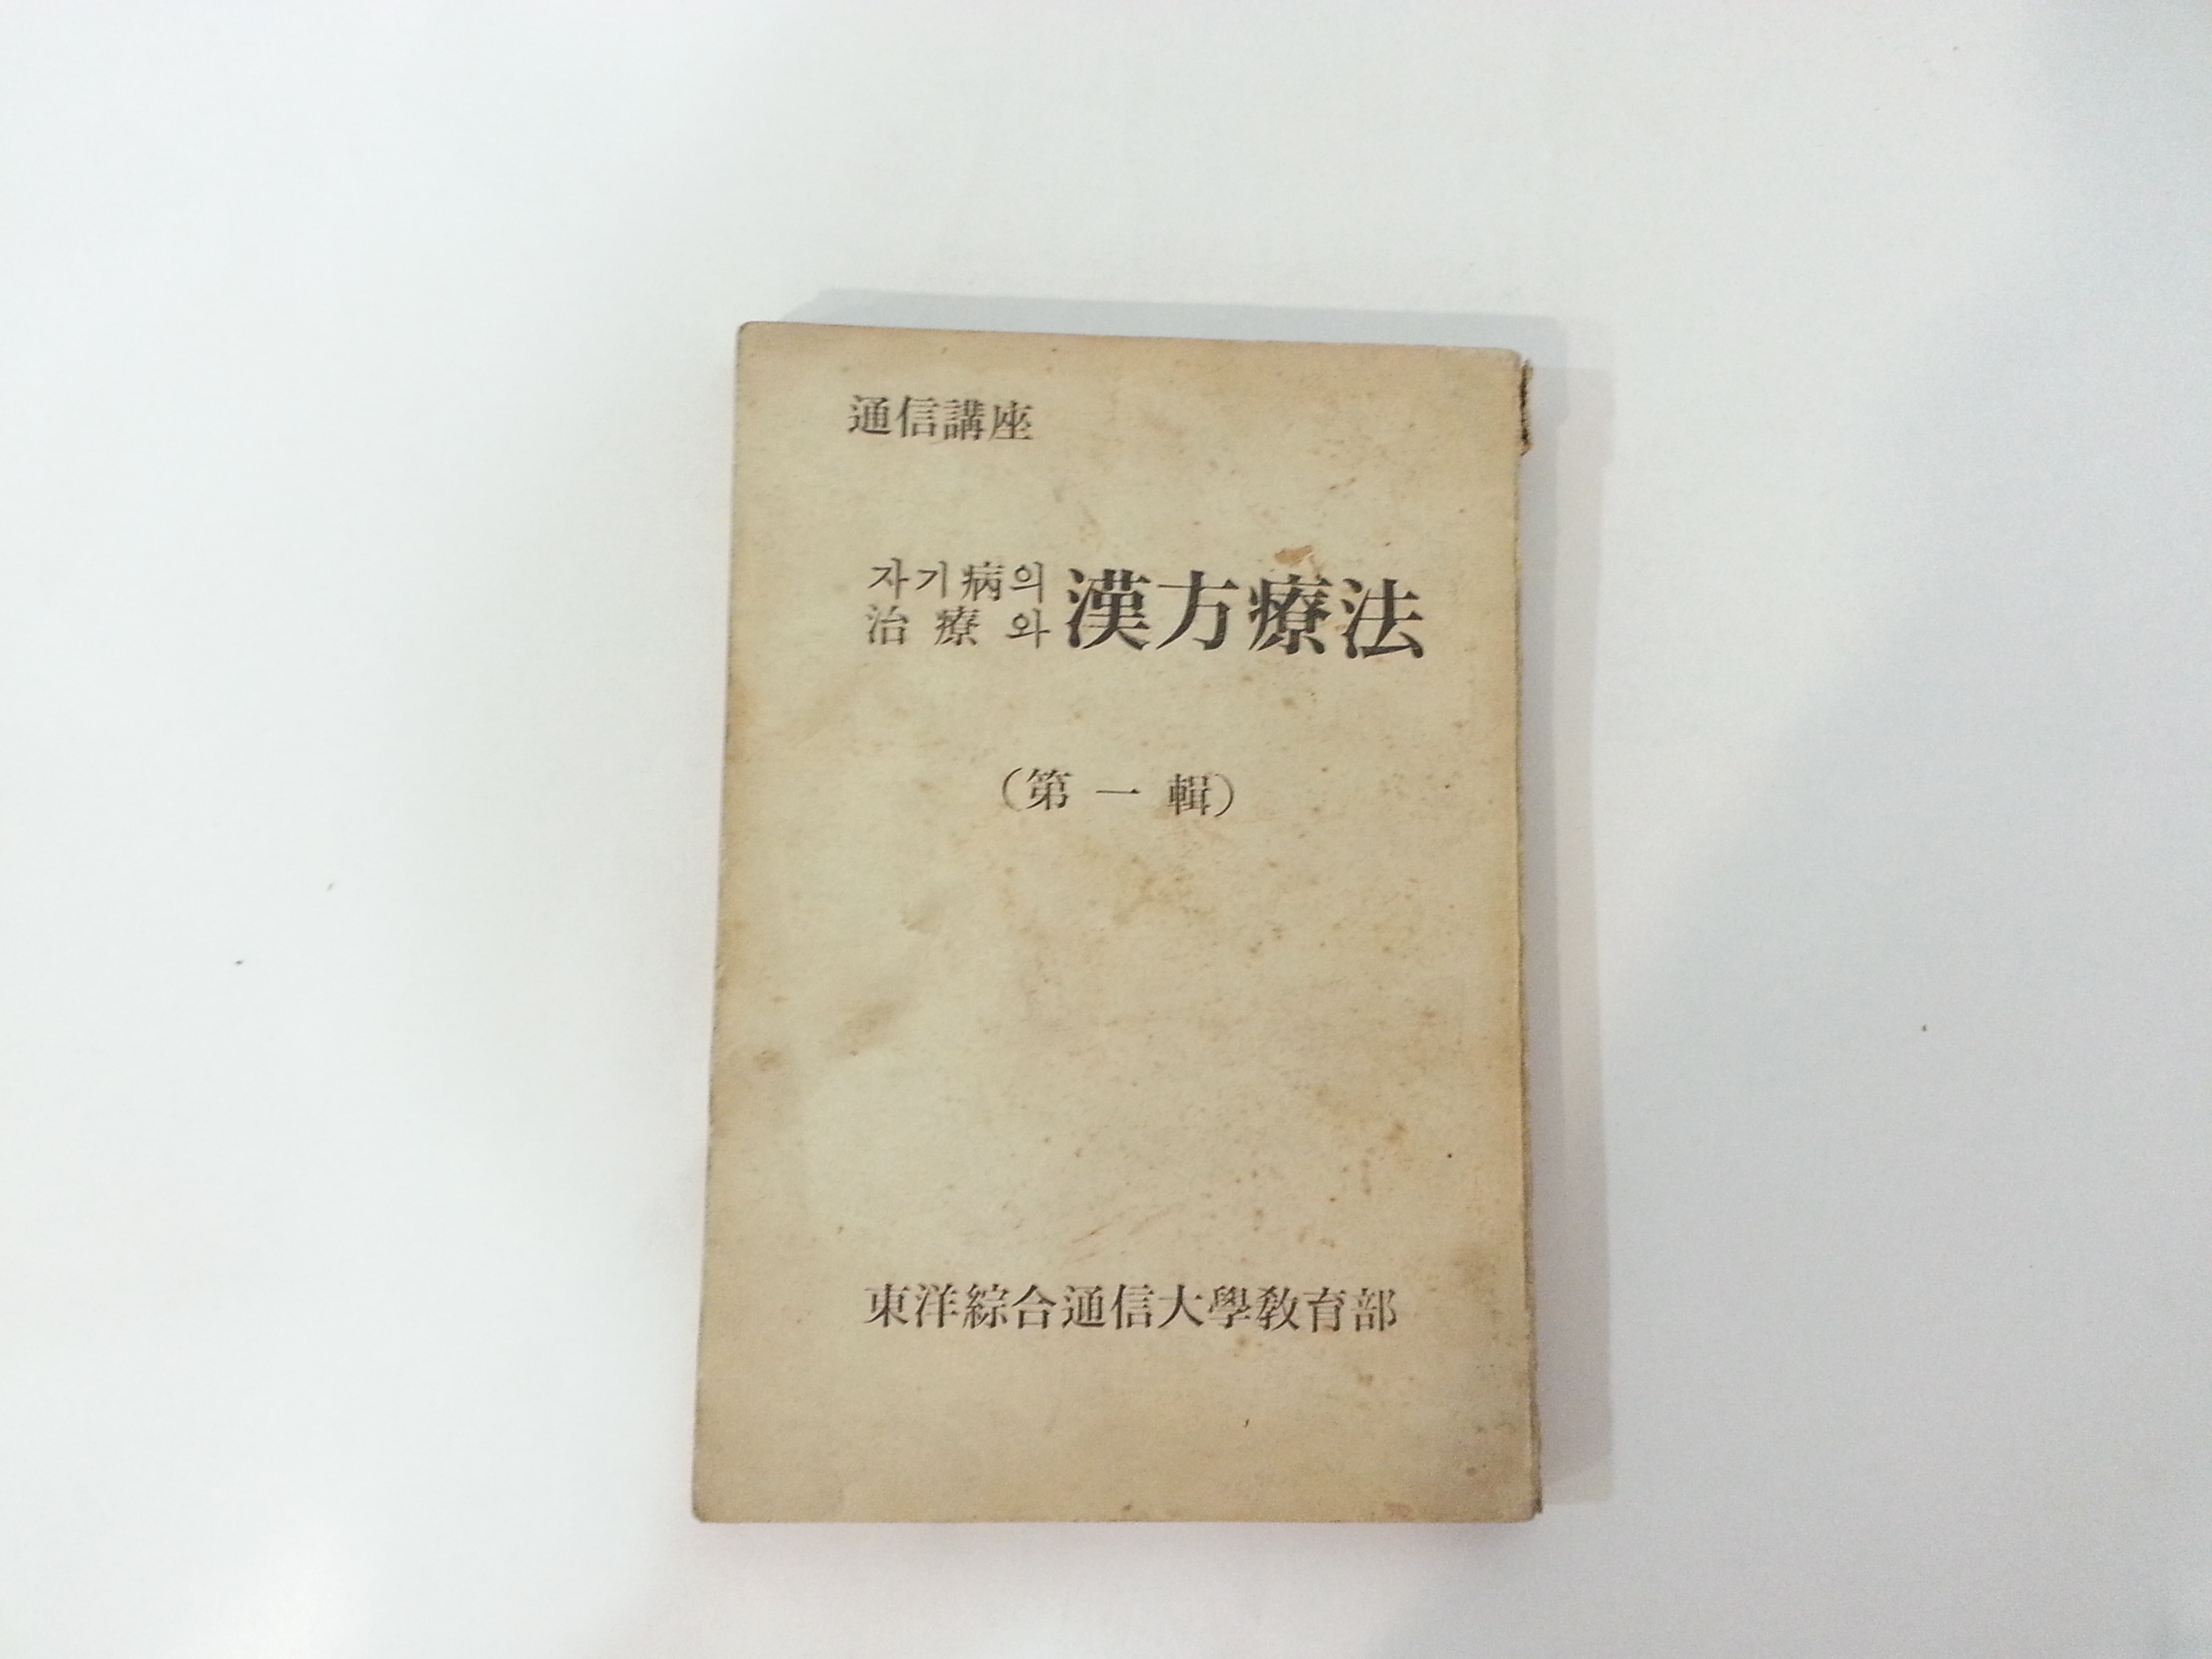 通信講座
자기病의
治療와
漢方療法
(第一輯)
東洋綜合通信大學敎育部